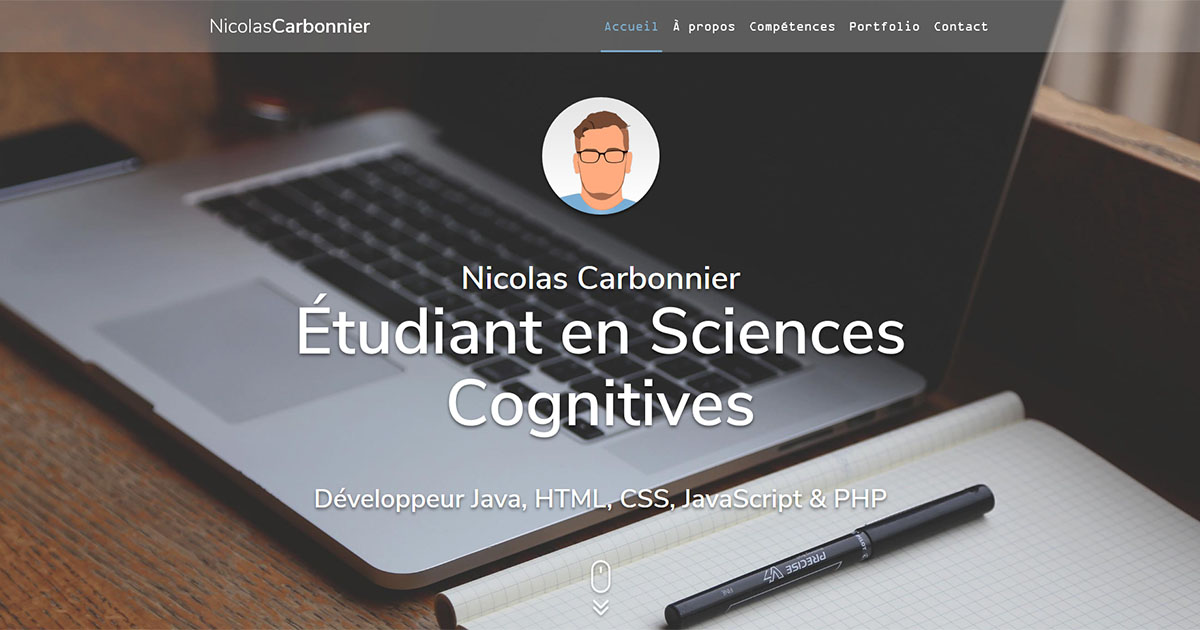 NicolasCarbonnier
Accueil À propos Compétences Portfolio Contact
Nicolas Carbonnier
Étudiant en Sciences
Cognitives
Développeur Java, HTML, CSS, JavaScript & PHP
PRECISE V7